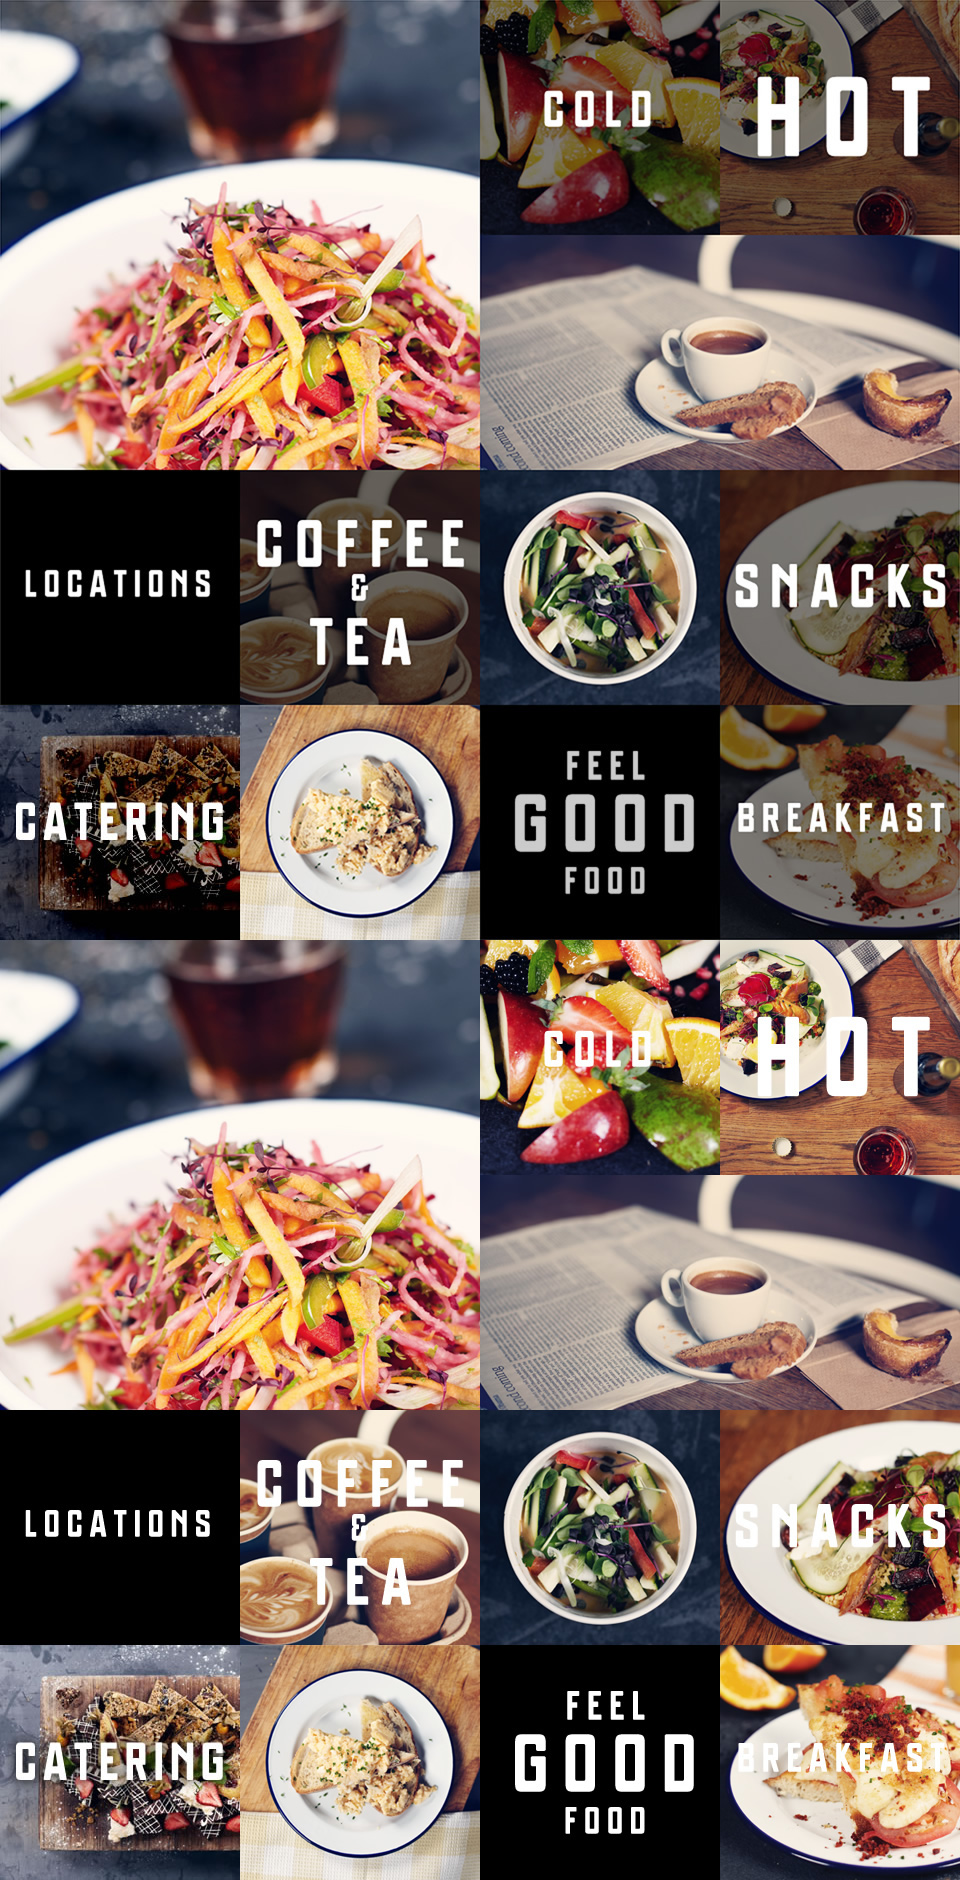 COLD
HOT
LOCATIONS
COFFEE
&
TEA
SNACKS
CATERING
FEEL
GOOD
FOOD
BREAKFAST
COLD
HOT
LOCATIONS
COFFEE
&
TEA
SNACKS
CATERING
FEEL
GOOD
FOOD
BREAKFAST